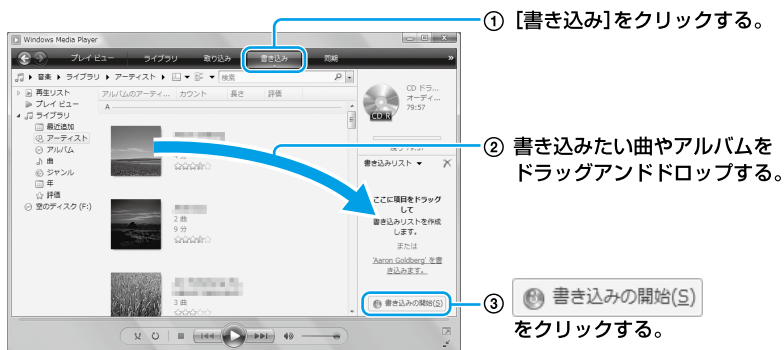 ① [書き込み]をクリックする。
Windows Media Player
プレイ ビュー ライブラリ 取り込み 書き込み 同期 »
音楽 ▸ ライブラリ ▸ アーティスト ▸ 検索
再生リスト
プレイ ビュー
ライブラリ
最近追加
アーティスト
アルバム
曲
ジャンル
年
評価
空のディスク (F:)
アルバムのアーティ... カウント 長さ 評価
A
2 曲
9 分
3 曲
CD ドラ...
オーディ...
79:57
CD R
書き込みリスト ▼
② 書き込みたい曲やアルバムを
ドラッグアンドドロップする。
ここに項目をドラッグ
して
書き込みリストを作成
します。
または
'Aaron Goldberg' を書
き込みます。
書き込みの開始(S)
③ 書き込みの開始(S)
をクリックする。